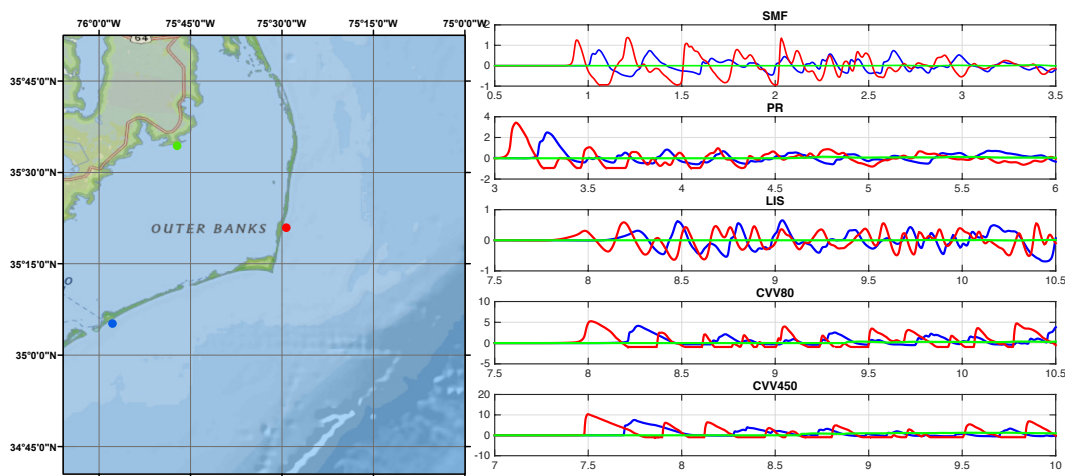 76°0'0"W 75°45'0"W 75°30'0"W 75°15'0"W 75°0'0"W
64
35°45'0"N
35°30'0"N
OUTER BANKS
35°15'0"N
O
35°0'0"N
34°45'0"N
SMF
2
1
0
-1
0.5 1 1.5 2 2.5 3 3.5
PR
4
2
0
-2
3 3.5 4 4.5 5 5.5 6
LIS
1
0
-1
7.5 8 8.5 9 9.5 10 10.5
CVV80
10
5
0
-5
7 7.5 8 8.5 9 9.5 10 10.5
CVV450
20
10
0
-10
7 7.5 8 8.5 9 9.5 10